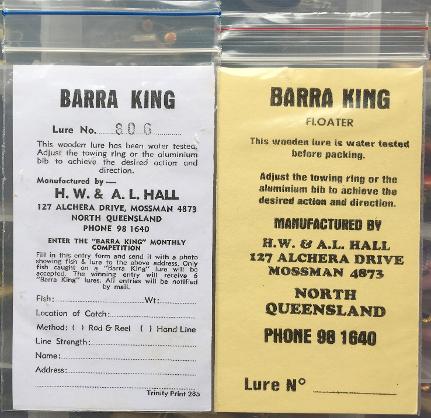 BARRA KING
Lure No. 806
This wooden lure has been water tested.
Adjust the towing ring or the aluminium
bib to achieve the desired action and
direction.
Manufactured by —
H. W. & A. L. HALL
127 ALCHERA DRIVE, MOSSMAN 4873
NORTH QUEENSLAND
PHONE 98 1640
ENTER THE "BARRA KING" MONTHLY
COMPETITION
Fill in this entry form and send it with a photo
showing fish & lure to the above address. Only
fish caught on a "Barra King" lure will be
accepted. The winning entry will receive 6
"Barra King" lures. All entries will be notified
by mail.
Fish: Wt:
Location of Catch:
Method: ( ) Rod & Reel ( ) Hand Line
Line Strength:
Name:
Address:
Trinity Print 285
BARRA KING
FLOATER
This wooden lure is water tested
before packing.
Adjust the towing ring or the
aluminium bib to achieve the
desired action and direction.
MANUFACTURED BY
H.W. & A.L. HALL
127 ALCHERA DRIVE
MOSSMAN 4873
NORTH
QUEENSLAND
PHONE 98 1640
Lure N°